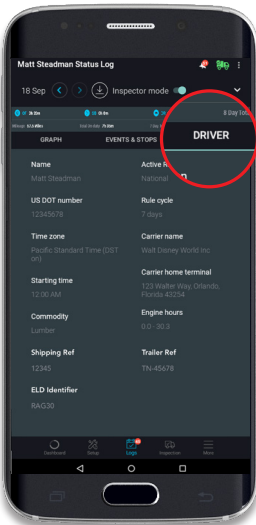 Matt Steadman Status Log
18 Sep
Inspector mode
8 Day
GRAPH
EVENTS & STOPS
DRIVER
Name
Matt Steadman
National
US DOT number
12345678
Rule cycle
7 days
Time zone
Pacific Standard Time (DST
on)
Carrier name
Walt Disney World inc
Starting time
12:00 AM
Carrier home terminal
123 Walter Way, Orlando,
Florida 43254
Commodity
Lumber
Engine hours
0.0 - 30.3
Shipping Ref
12345
Trailer Ref
TN-45678
ELD Identifier
RAG30
Dashboard
Setup
Logs
Inspection
More